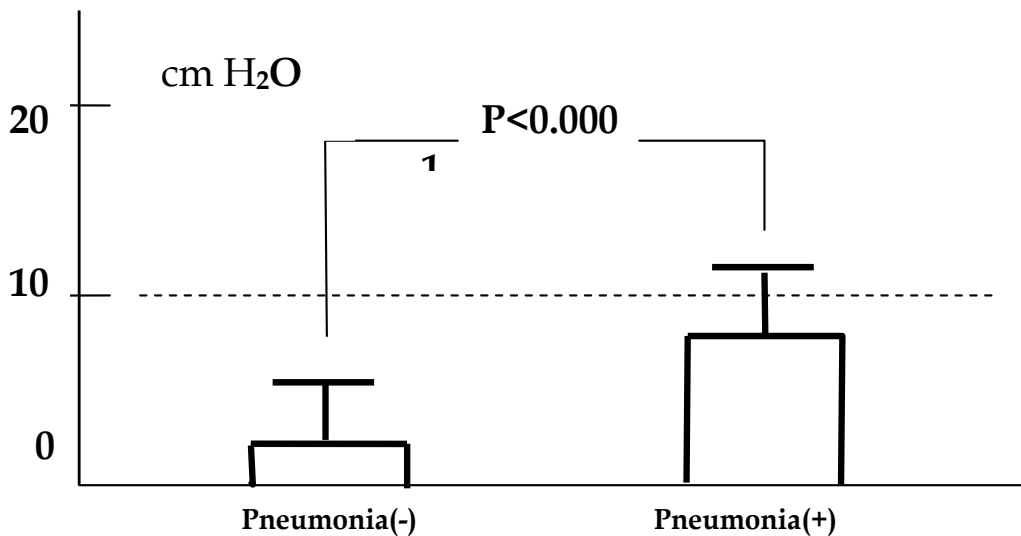 cm H₂O
20
P<0.000
1
10
0
Pneumonia(-)
Pneumonia(+)